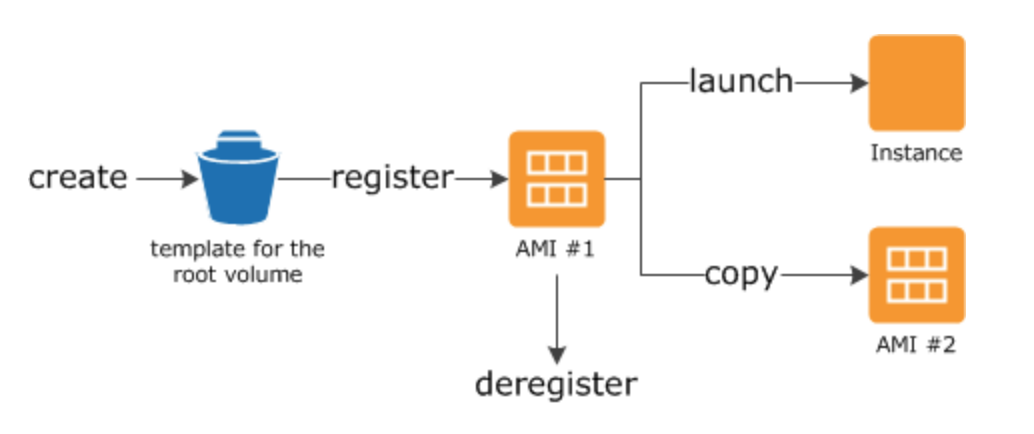 create
template for the
root volume
register
AMI #1
deregister
launch
Instance
copy
AMI #2